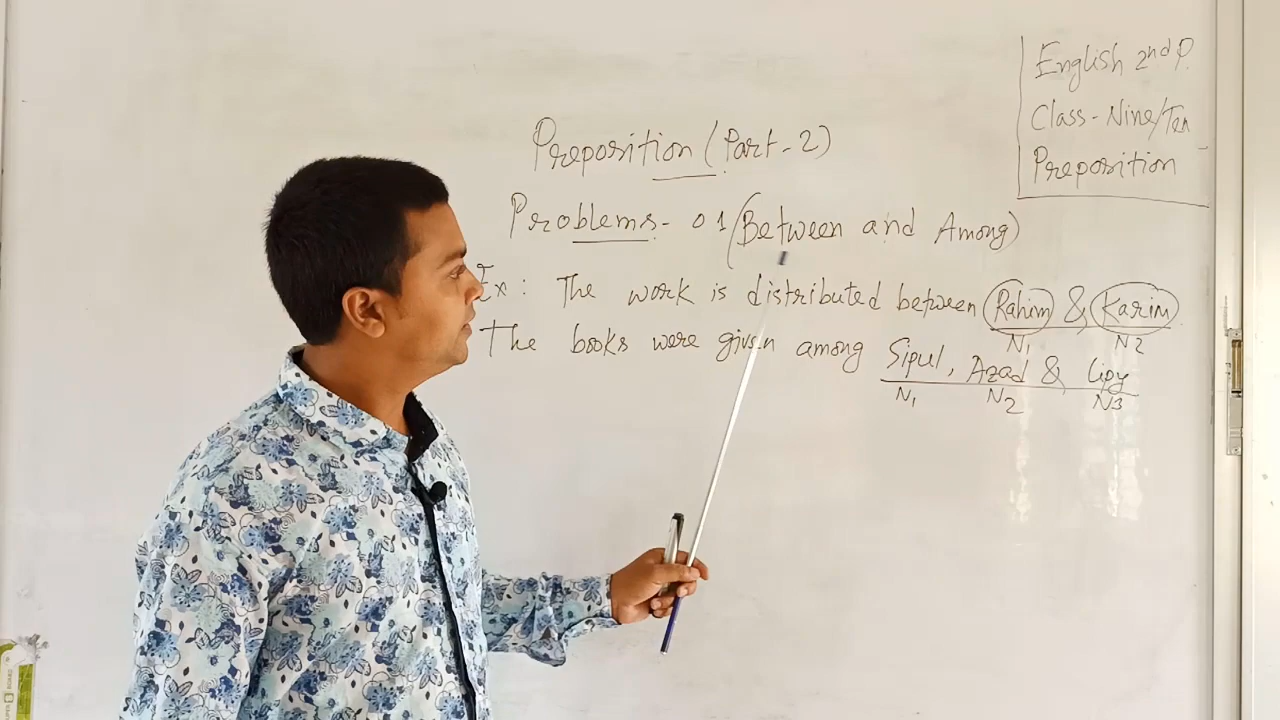 English 2nd P.
Class - Nine/Ten
Preposition
Preposition (Part - 2)
Problems - 01 (Between and Among)
Ex: The work is distributed between Rahim & Karim
N1 N2
The books were given among Sipul, Azad & Lipy
N1 N2 N3